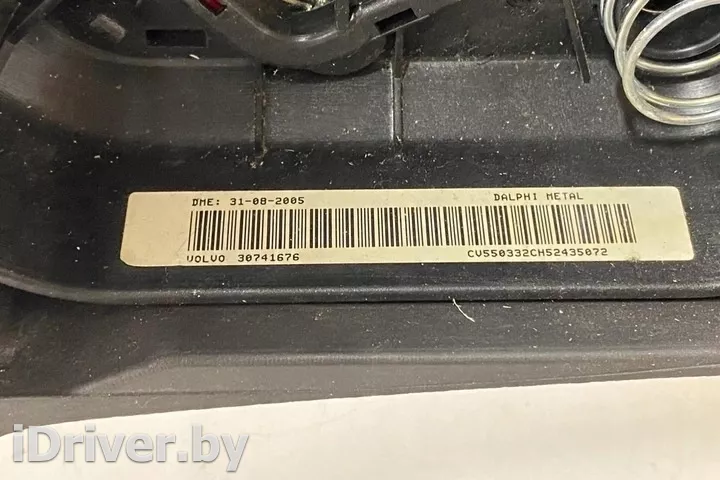 DME: 31-08-2005 DALPHI METAL
VOLVO 30741676 CV550332CH52435072
iDriver.by